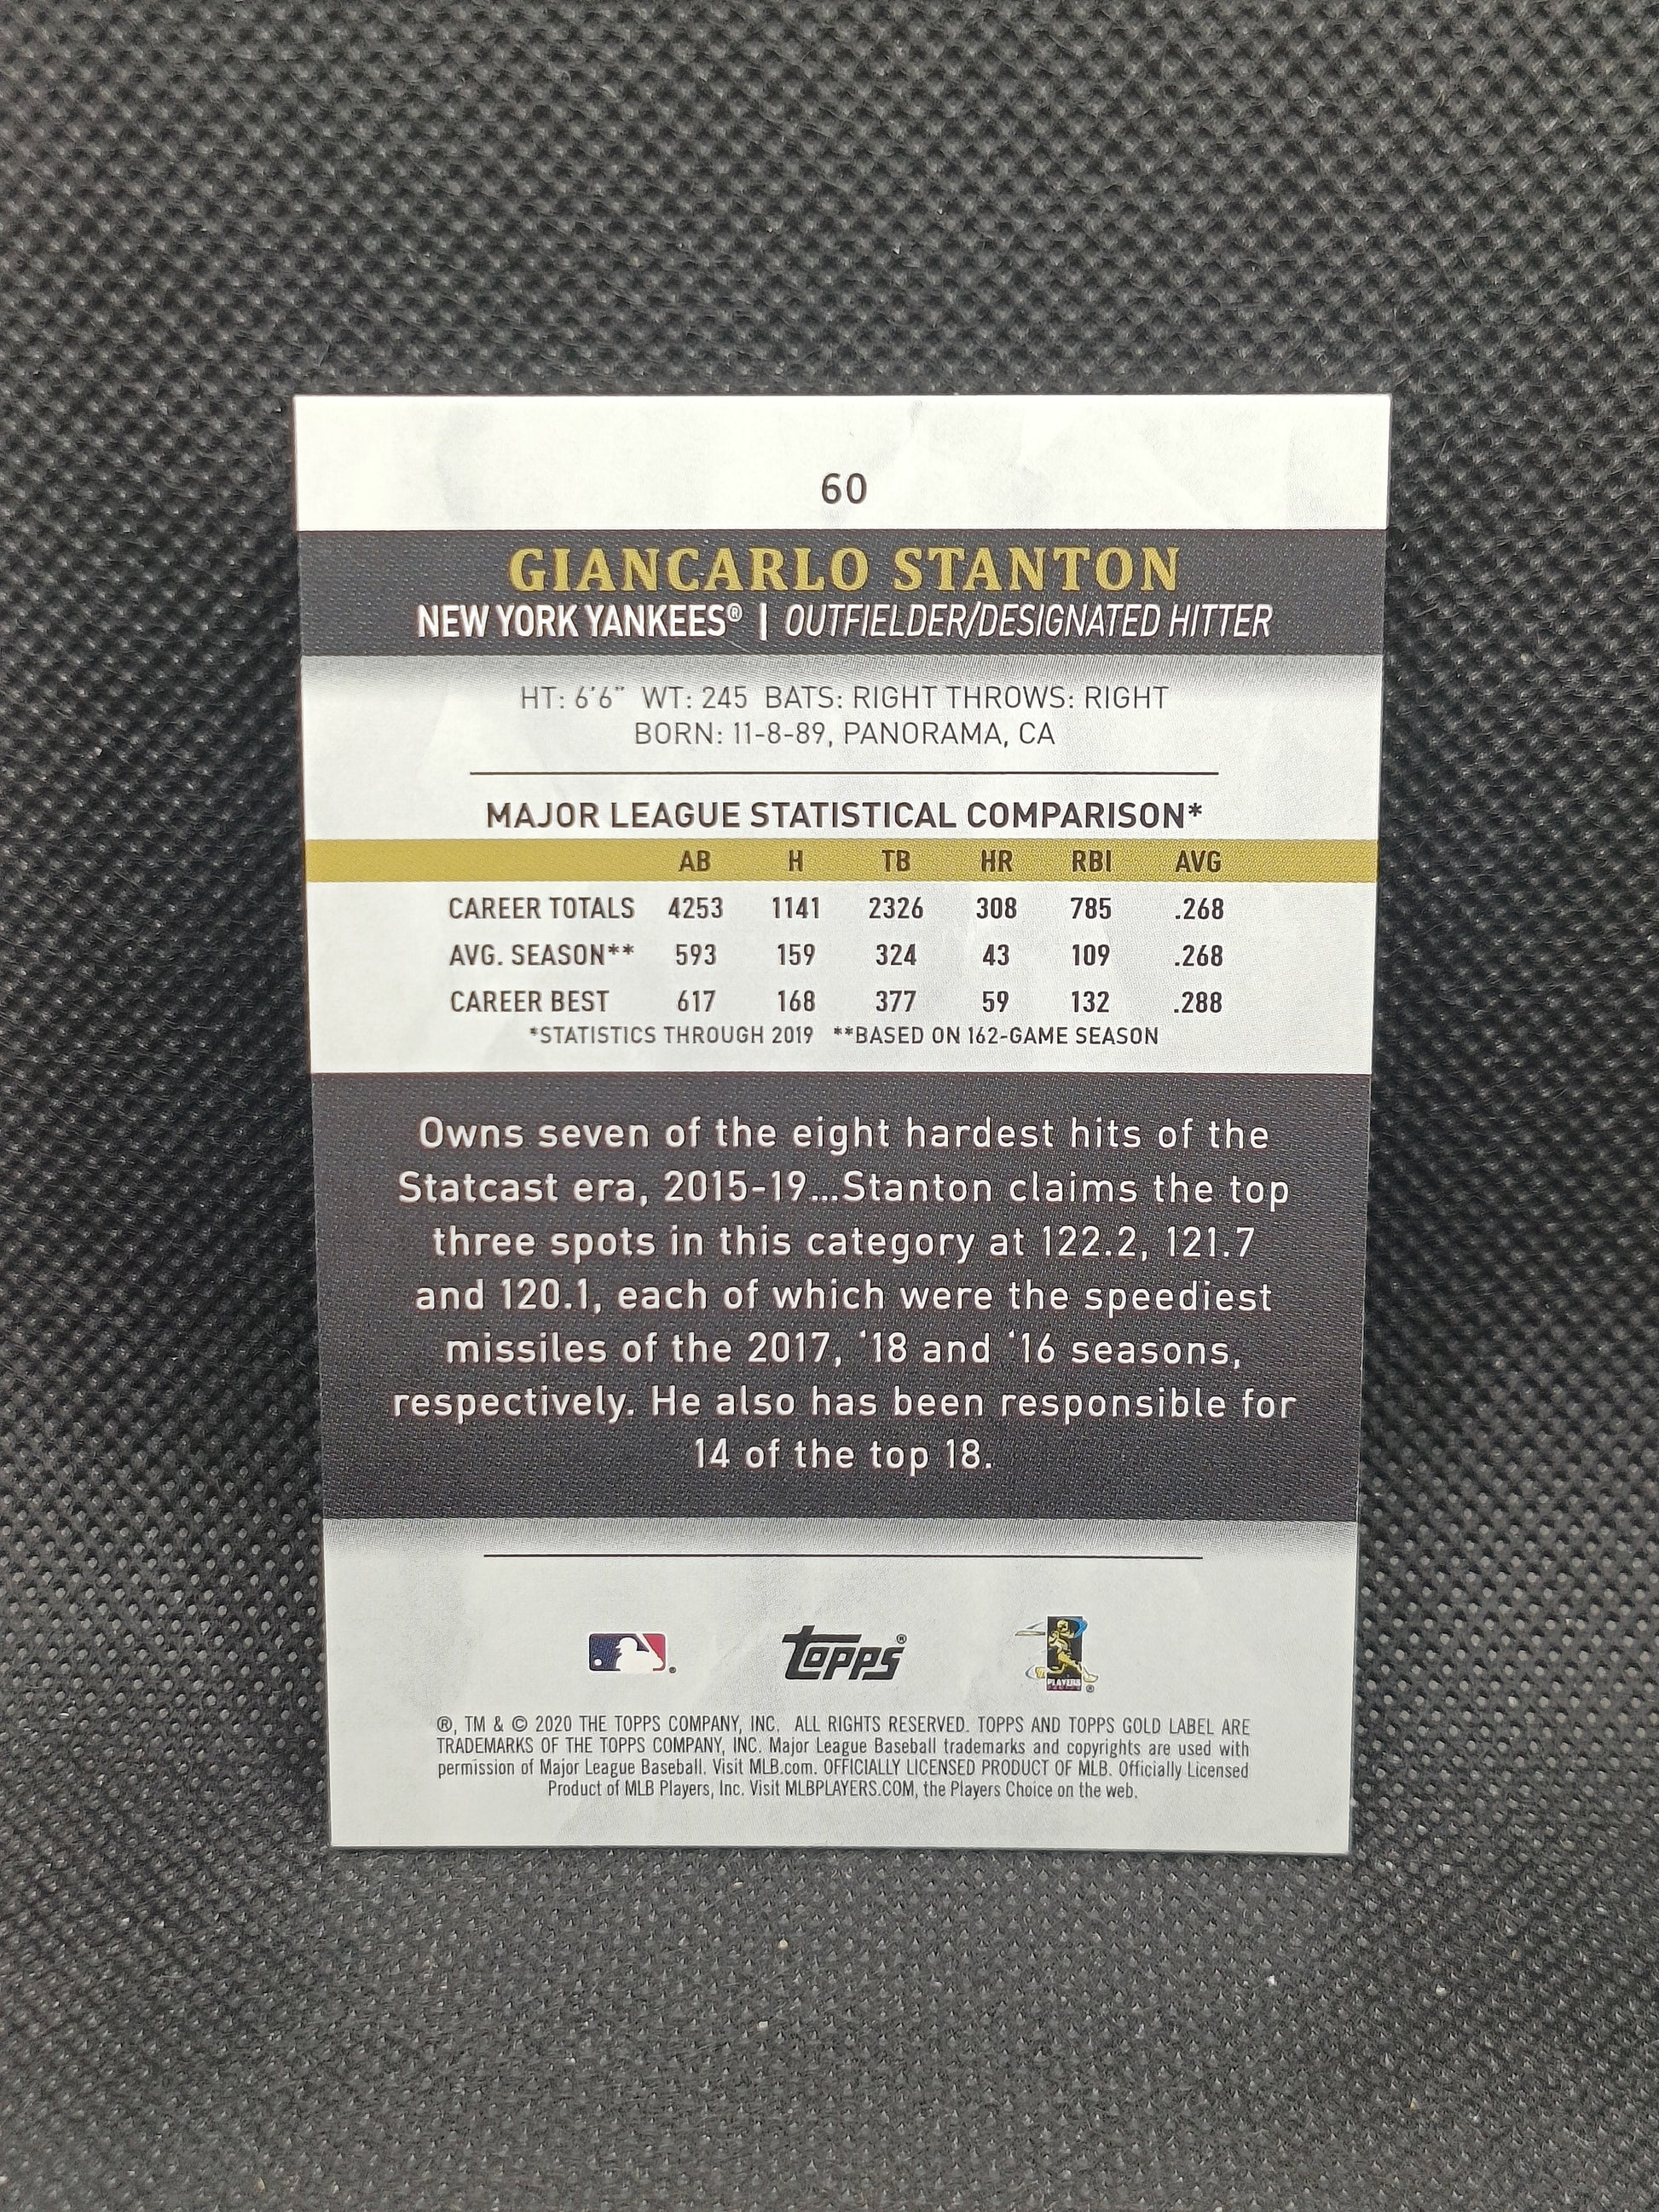 60
GIANCARLO STANTON
NEW YORK YANKEES® | OUTFIELDER/DESIGNATED HITTER
HT: 6'6" WT: 245 BATS: RIGHT THROWS: RIGHT
BORN: 11-8-89, PANORAMA, CA
MAJOR LEAGUE STATISTICAL COMPARISON*
AB H TB HR RBI AVG
CAREER TOTALS 4253 1141 2326 308 785 .268
AVG. SEASON** 593 159 324 43 109 .268
CAREER BEST 617 168 377 59 132 .288
*STATISTICS THROUGH 2019 **BASED ON 162-GAME SEASON
Owns seven of the eight hardest hits of the
Statcast era, 2015-19...Stanton claims the top
three spots in this category at 122.2, 121.7
and 120.1, each of which were the speediest
missiles of the 2017, '18 and '16 seasons,
respectively. He also has been responsible for
14 of the top 18.
topps®
PLAYERS
®, TM & © 2020 THE TOPPS COMPANY, INC. ALL RIGHTS RESERVED. TOPPS AND TOPPS GOLD LABEL ARE
TRADEMARKS OF THE TOPPS COMPANY, INC. Major League Baseball trademarks and copyrights are used with
permission of Major League Baseball. Visit MLB.com. OFFICIALLY LICENSED PRODUCT OF MLB. Officially Licensed
Product of MLB Players, Inc. Visit MLBPLAYERS.COM, the Players Choice on the web.